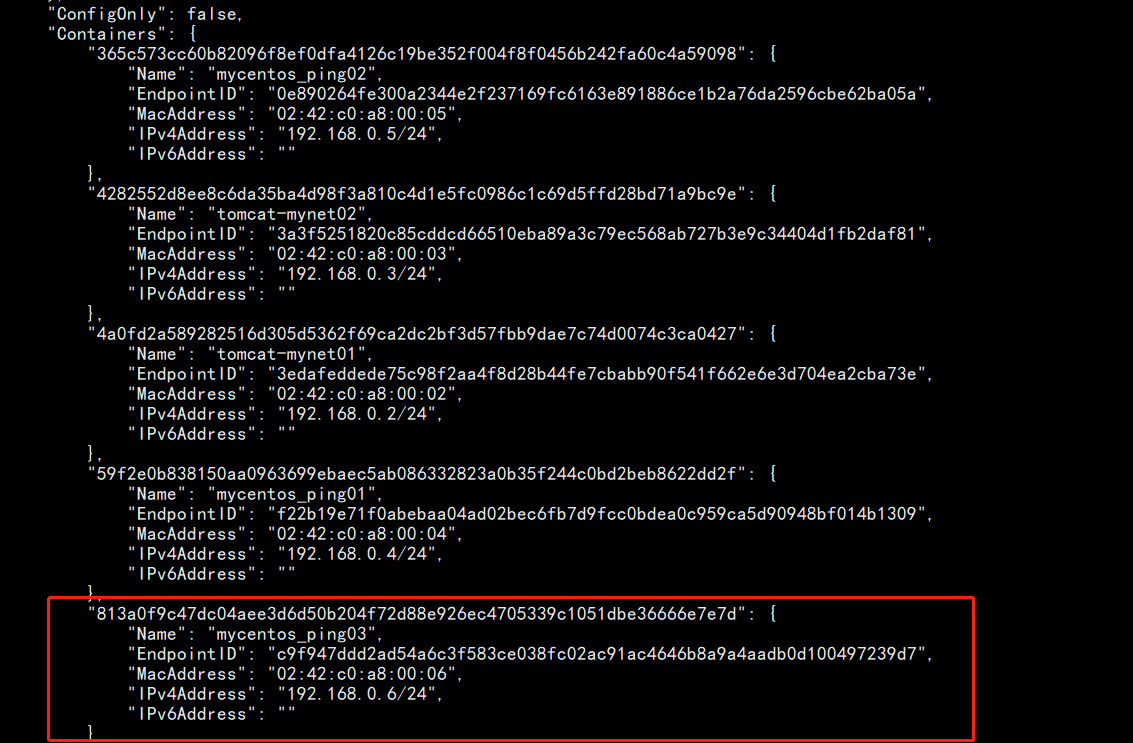 },
"ConfigOnly": false,
"Containers": {
"365c573cc60b82096f8ef0dfa4126c19be352f004f8f0456b242fa60c4a59098": {
"Name": "mycentos_ping02",
"EndpointID": "0e890264fe300a2344e2f237169fc6163e891886ce1b2a76da2596cbe62ba05a",
"MacAddress": "02:42:c0:a8:00:05",
"IPv4Address": "192.168.0.5/24",
"IPv6Address": ""
},
"4282552d8ee8c6da35ba4d98f3a810c4d1e5fc0986c1c69d5ffd28bd71a9bc9e": {
"Name": "tomcat-mynet02",
"EndpointID": "3a3f5251820c85cddcd66510eba89a3c79ec568ab727b3e9c34404d1fb2daf81",
"MacAddress": "02:42:c0:a8:00:03",
"IPv4Address": "192.168.0.3/24",
"IPv6Address": ""
},
"4a0fd2a589282516d305d5362f69ca2dc2bf3d57fbb9dae7c74d0074c3ca0427": {
"Name": "tomcat-mynet01",
"EndpointID": "3edafeddede75c98f2aa4f8d28b44fe7cbabb90f541f662e6e3d704ea2cba73e",
"MacAddress": "02:42:c0:a8:00:02",
"IPv4Address": "192.168.0.2/24",
"IPv6Address": ""
},
"59f2e0b838150aa0963699ebaec5ab086332823a0b35f244c0bd2beb8622dd2f": {
"Name": "mycentos_ping01",
"EndpointID": "f22b19e71f0abebaa04ad02bec6fb7d9fcc0bdea0c959ca5d90948bf014b1309",
"MacAddress": "02:42:c0:a8:00:04",
"IPv4Address": "192.168.0.4/24",
"IPv6Address": ""
},
"813a0f9c47dc04aee3d6d50b204f72d88e926ec4705339c1051dbe36666e7e7d": {
"Name": "mycentos_ping03",
"EndpointID": "c9f947ddd2ad54a6c3f583ce038fc02ac91ac4646b8a9a4aadb0d100497239d7",
"MacAddress": "02:42:c0:a8:00:06",
"IPv4Address": "192.168.0.6/24",
"IPv6Address": ""
}